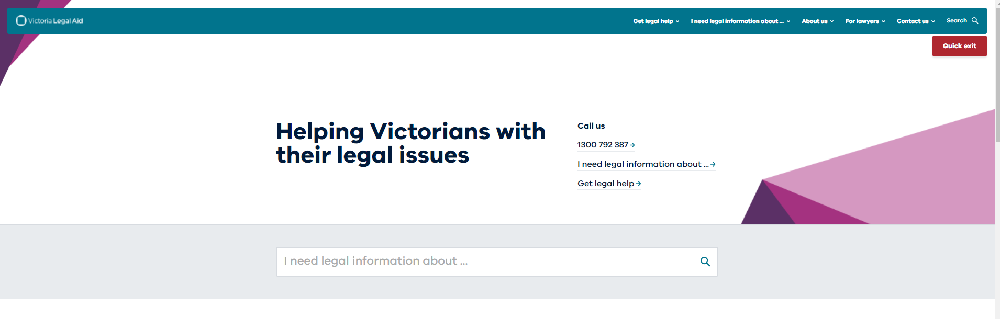 Victoria Legal Aid
Get legal help
I need legal information about ...
About us
For lawyers
Contact us
Search
Quick exit
Helping Victorians with
their legal issues
Call us
1300 792 387
I need legal information about ...
Get legal help
I need legal information about ...